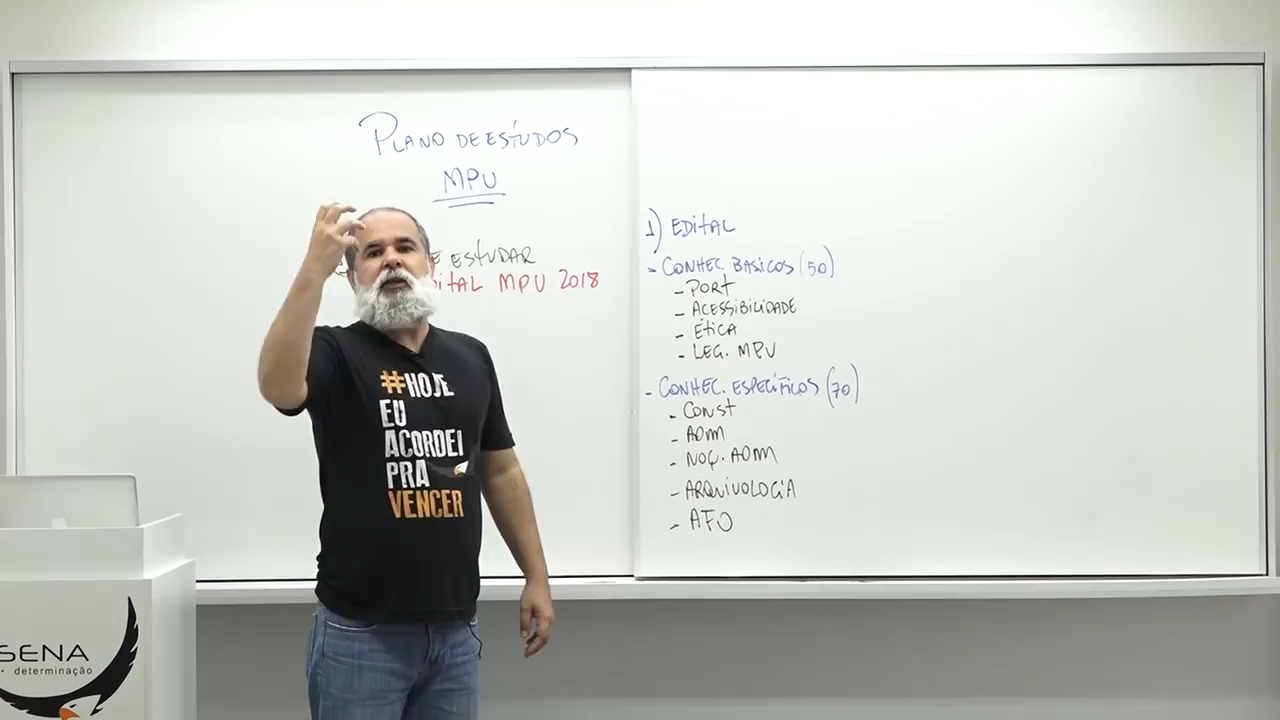 PLANO DE ESTUDOS
MPU
E ESTUDAR
ITAL MPU 2018
1) EDITAL
- CONHEC. BASICOS (50)
- PORT
- ACESSIBILIDADE
- ÉTICA
- LEG. MPU
- CONHEC. ESPECÍFICOS (70)
- CONST
- ADM
- NOÇ. ADM
- ARQUIVOLOGIA
- AFO
#HOJE
EU
ACORDEI
PRA
VENCER
SENA
• determinação